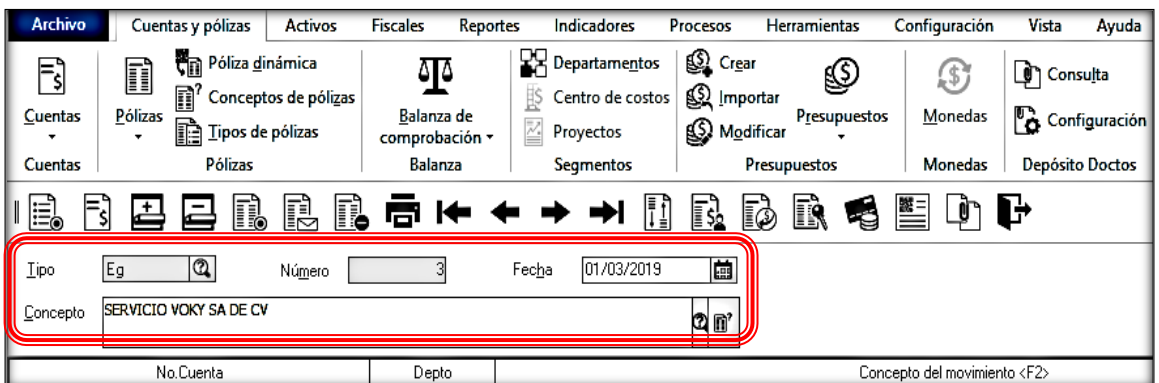 Archivo Cuentas y pólizas Activos Fiscales Reportes Indicadores Procesos Herramientas Configuración Vista Ayuda
Póliza dinámica Departamentos Crear
Conceptos de pólizas Centro de costos Importar Consulta
Cuentas Pólizas Balanza de Presupuestos Monedas
Tipos de pólizas comprobación Proyectos Modificar Configuración
Cuentas Pólizas Balanza Segmentos Presupuestos Monedas Depósito Doctos
Tipo Eg Número 3 Fecha 01/03/2019
Concepto SERVICIO VOKY SA DE CV
No.Cuenta Depto Concepto del movimiento <F2>